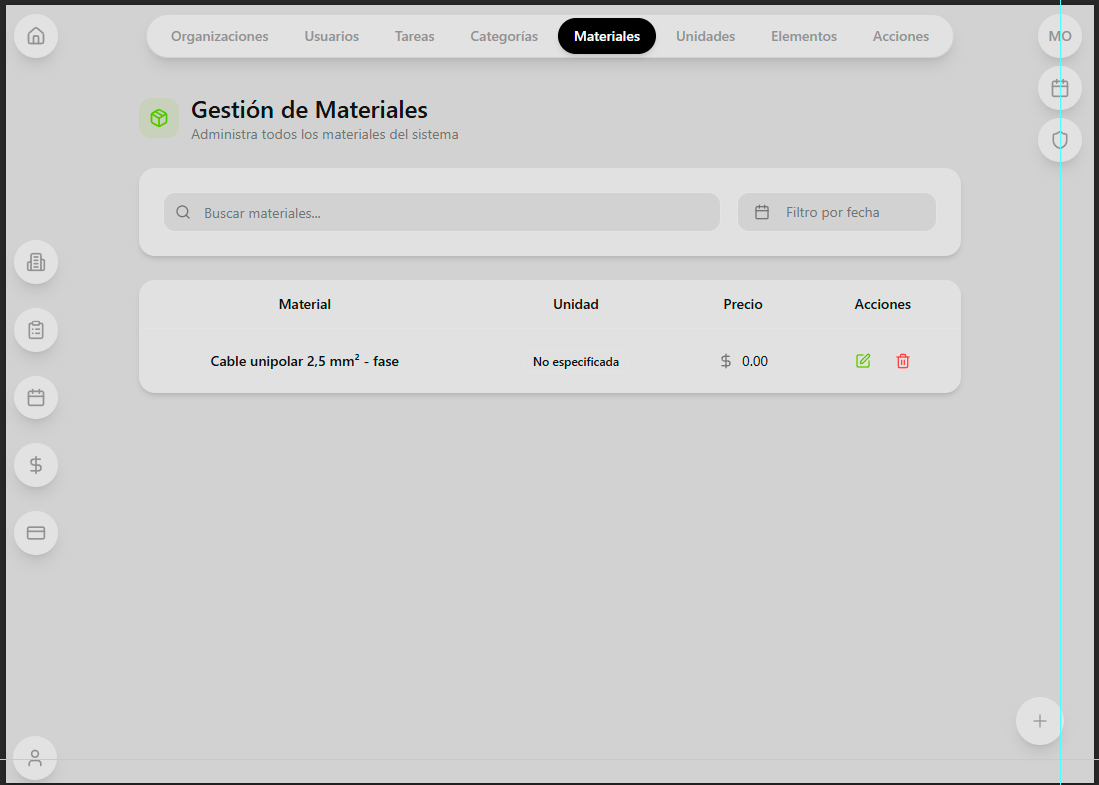 Organizaciones Usuarios Tareas Categorías Materiales Unidades Elementos Acciones MO
Gestión de Materiales
Administra todos los materiales del sistema
Buscar materiales... Filtro por fecha
Material Unidad Precio Acciones
Cable unipolar 2,5 mm² - fase No especificada $ 0.00